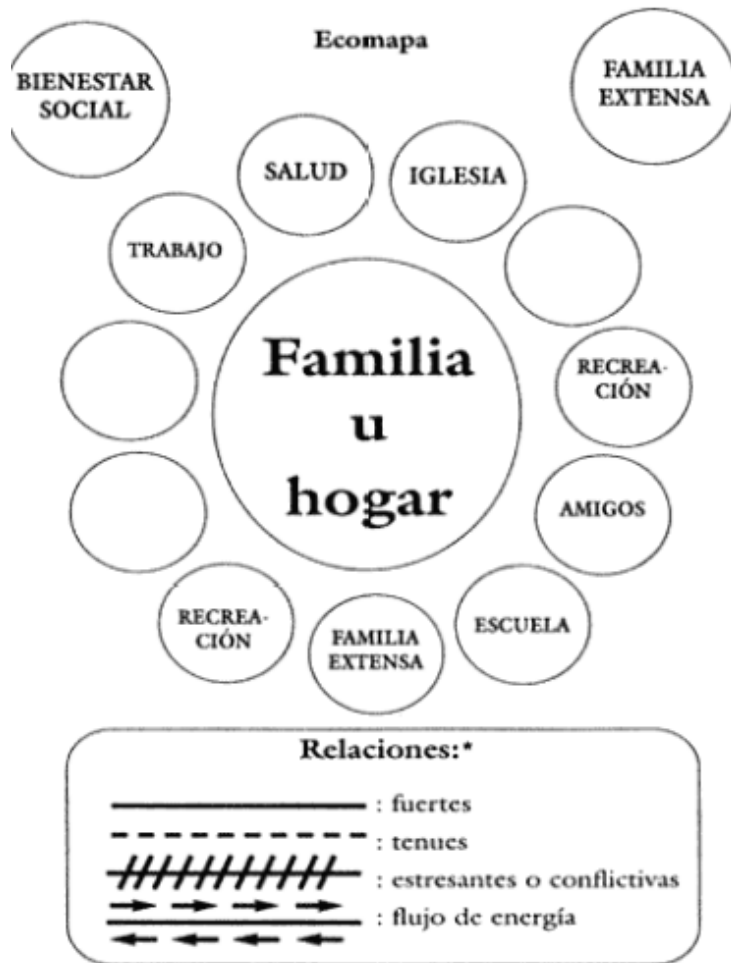 Ecomapa
BIENESTAR
SOCIAL
FAMILIA
EXTENSA
SALUD
IGLESIA
TRABAJO
RECREA-
CIÓN
Familia
u
hogar
AMIGOS
RECREA-
CIÓN
FAMILIA
EXTENSA
ESCUELA
Relaciones:*
: fuertes
: tenues
: estresantes o conflictivas
: flujo de energía